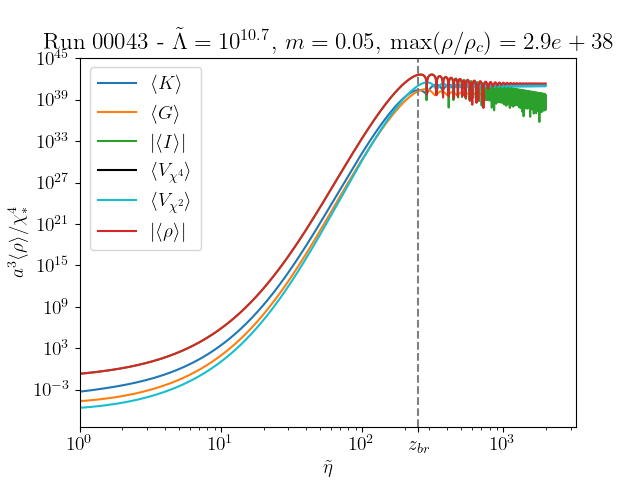 Run 00043 - Λ̃ = 10^{10.7}, m = 0.05, max(ρ/ρ_c) = 2.9e + 38
a³⟨ρ⟩/χ_*^4
10^{45}
10^{39}
10^{33}
10^{27}
10^{21}
10^{15}
10^{9}
10^{3}
10^{−3}
⟨K⟩
⟨G⟩
|⟨I⟩|
⟨V_{χ^4}⟩
⟨V_{χ^2}⟩
|⟨ρ⟩|
10^0 10^1 10^2 z_{br} 10^3
η̃